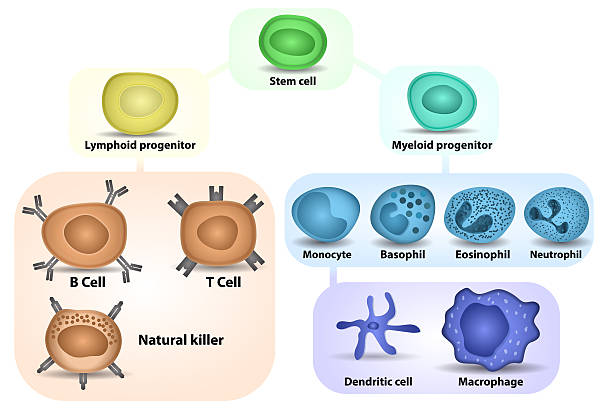 Stem cell
Lymphoid progenitor
Myeloid progenitor
B Cell
T Cell
Natural killer
Monocyte
Basophil
Eosinophil
Neutrophil
Dendritic cell
Macrophage